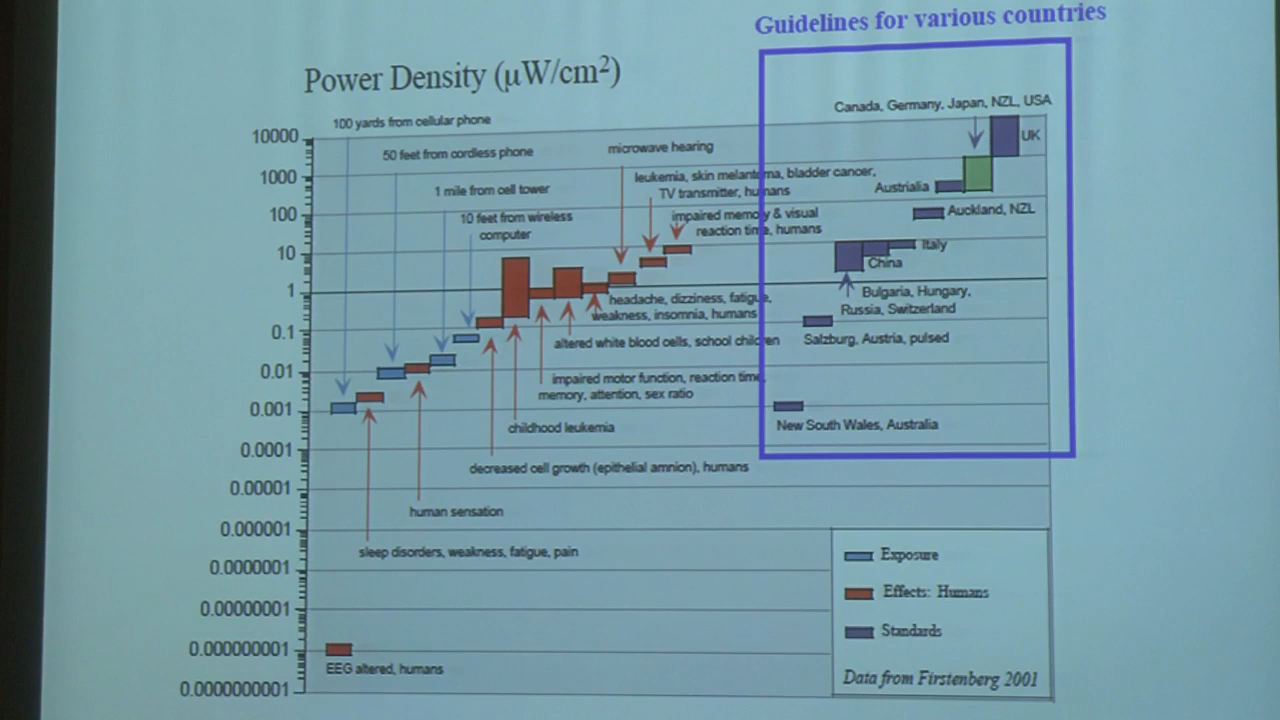 Guidelines for various countries
Power Density (µW/cm²)
Canada, Germany, Japan, NZL, USA
100 yards from cellular phone
10000
UK
50 feet from cordless phone
microwave hearing
1000
leukemia, skin melantoma, bladder cancer,
TV transmitter, humans
Austrialia
1 mile from cell tower
100
10 feet from wireless
computer
impaired memory & visual
reaction time, humans
Auckland, NZL
10
Italy
China
1
headache, dizziness, fatigue,
weakness, insomnia, humans
Bulgaria, Hungary,
Russia, Switzerland
0.1
altered white blood cells, school children
Salzburg, Austria, pulsed
0.01
impaired motor function, reaction time,
memory, attention, sex ratio
0.001
childhood leukemia
New South Wales, Australia
0.0001
decreased cell growth (epithelial amnion), humans
0.00001
human sensation
0.000001
sleep disorders, weakness, fatigue, pain
0.0000001
0.00000001
0.000000001
EEG altered, humans
0.0000000001
Exposure
Effects: Humans
Standards
Data from Firstenberg 2001